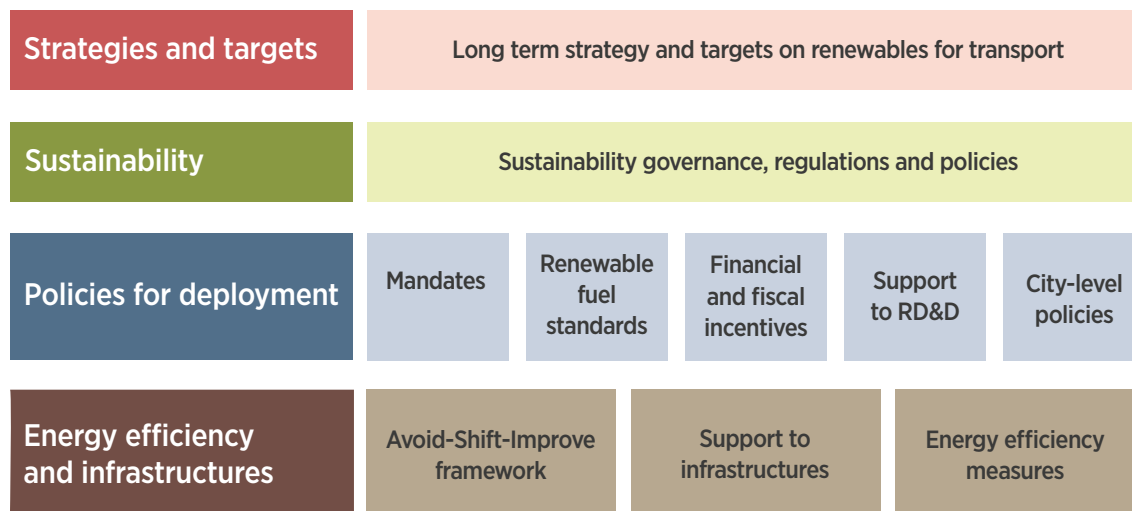 Strategies and targets
Long term strategy and targets on renewables for transport
Sustainability
Sustainability governance, regulations and policies
Policies for deployment
Mandates
Renewable
fuel
standards
Financial
and fiscal
incentives
Support
to RD&D
City-level
policies
Energy efficiency
and infrastructures
Avoid-Shift-Improve
framework
Support to
infrastructures
Energy efficiency
measures